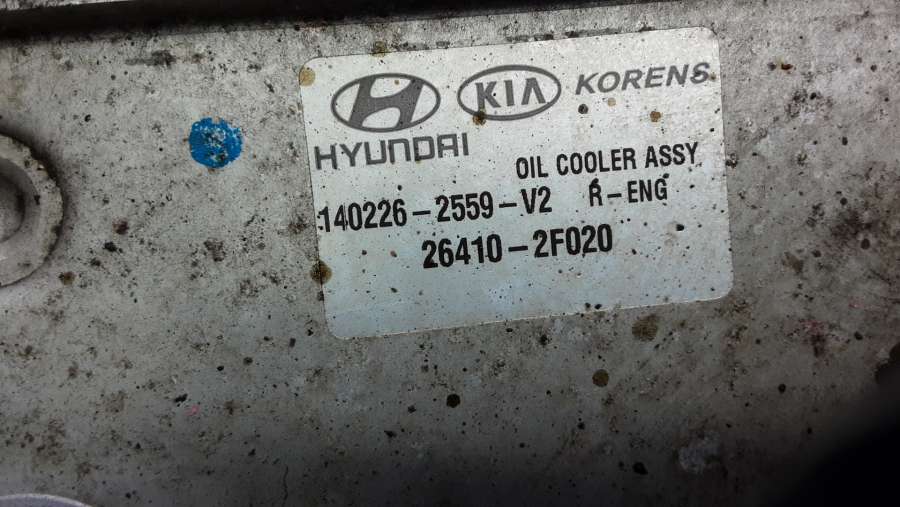 KIA KORENS
HYUNDAI
OIL COOLER ASSY
140226-2559-V2 R-ENG
26410-2F020